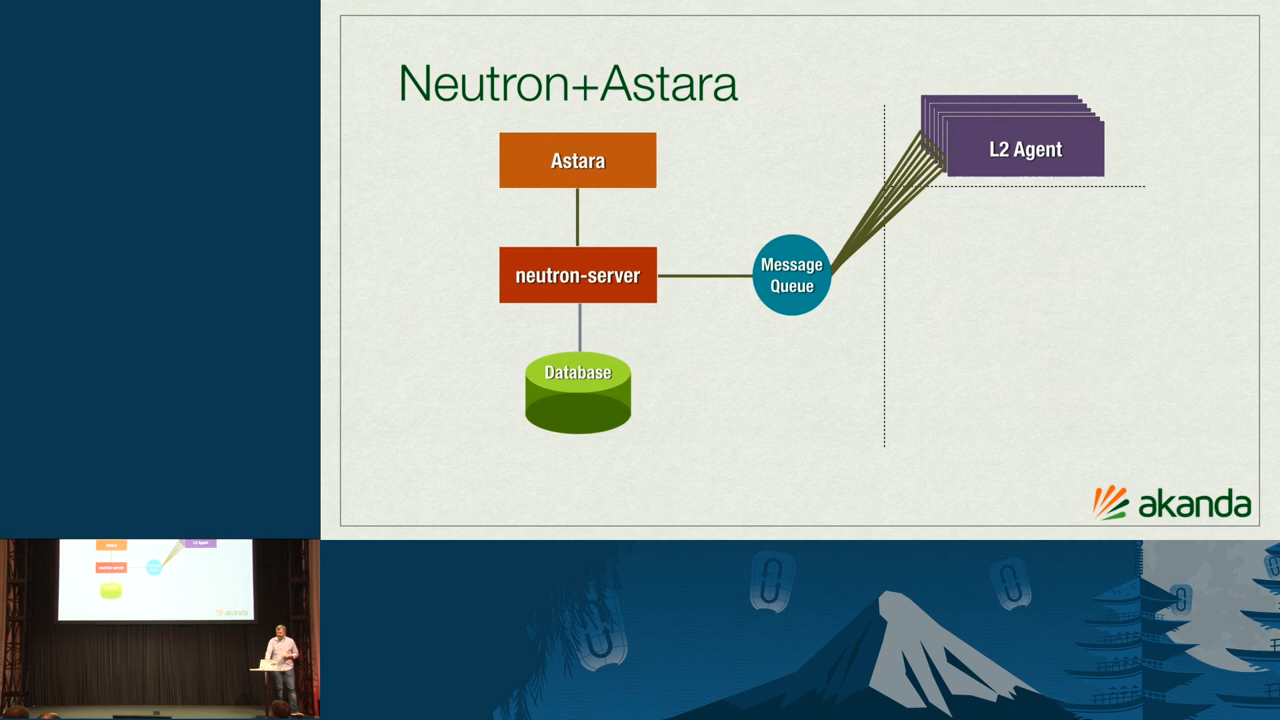 Neutron+Astara
Astara
L2 Agent
neutron-server
Message
Queue
Database
akanda